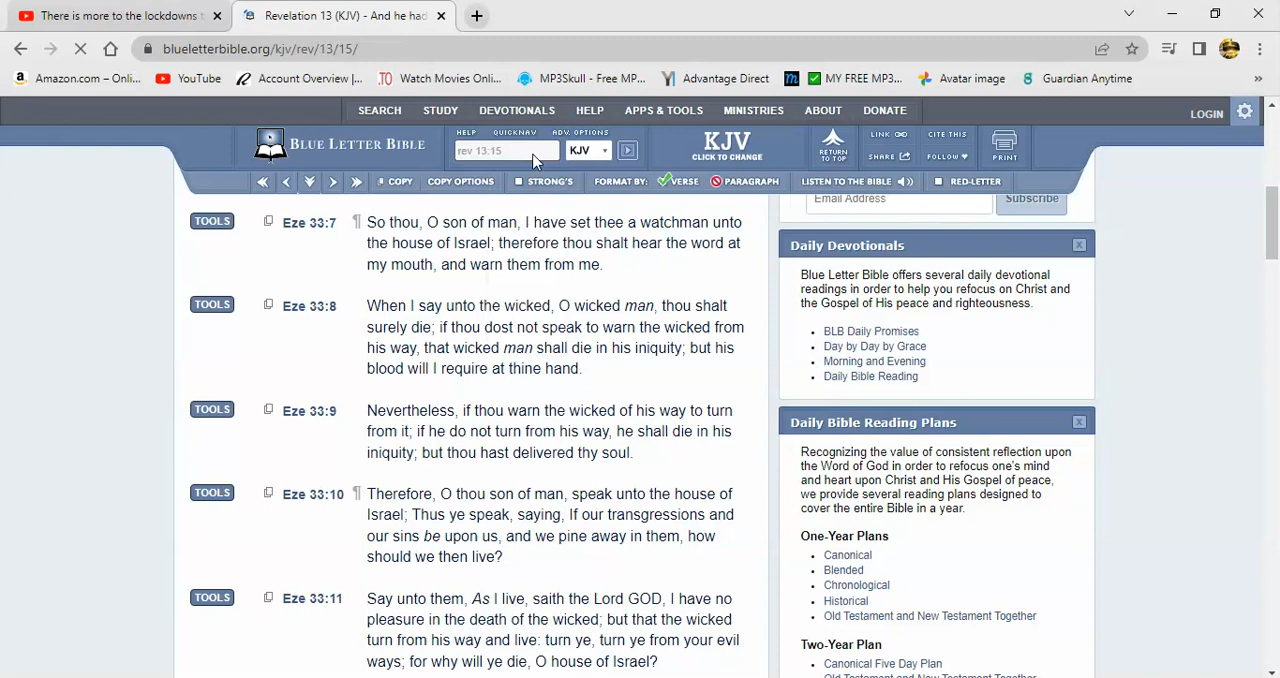 There is more to the lockdowns t
Revelation 13 (KJV) - And he had
blueletterbible.org/kjv/rev/13/15/
Amazon.com – Onli... YouTube Account Overview |... Watch Movies Onlin... MP3Skull - Free MP... Advantage Direct MY FREE MP3... Avatar image Guardian Anytime »
SEARCH STUDY DEVOTIONALS HELP APPS & TOOLS MINISTRIES ABOUT DONATE LOGIN
BLUE LETTER BIBLE
HELP QUICKNAV ADV. OPTIONS
rev 13:15 KJV
KJV
CLICK TO CHANGE
RETURN
TO TOP
LINK CITE THIS
SHARE FOLLOW
PRINT
COPY COPY OPTIONS STRONG'S FORMAT BY: VERSE PARAGRAPH LISTEN TO THE BIBLE RED-LETTER
TOOLS Eze 33:7 ¶ So thou, O son of man, I have set thee a watchman unto
the house of Israel; therefore thou shalt hear the word at
my mouth, and warn them from me.
TOOLS Eze 33:8 When I say unto the wicked, O wicked man, thou shalt
surely die; if thou dost not speak to warn the wicked from
his way, that wicked man shall die in his iniquity; but his
blood will I require at thine hand.
TOOLS Eze 33:9 Nevertheless, if thou warn the wicked of his way to turn
from it; if he do not turn from his way, he shall die in his
iniquity; but thou hast delivered thy soul.
TOOLS Eze 33:10 ¶ Therefore, O thou son of man, speak unto the house of
Israel; Thus ye speak, saying, If our transgressions and
our sins be upon us, and we pine away in them, how
should we then live?
TOOLS Eze 33:11 Say unto them, As I live, saith the Lord GOD, I have no
pleasure in the death of the wicked; but that the wicked
turn from his way and live: turn ye, turn ye from your evil
ways; for why will ye die, O house of Israel?
Email Address Subscribe
Daily Devotionals
Blue Letter Bible offers several daily devotional
readings in order to help you refocus on Christ and
the Gospel of His peace and righteousness.
BLB Daily Promises
Day by Day by Grace
Morning and Evening
Daily Bible Reading
Daily Bible Reading Plans
Recognizing the value of consistent reflection upon
the Word of God in order to refocus one's mind
and heart upon Christ and His Gospel of peace,
we provide several reading plans designed to
cover the entire Bible in a year.
One-Year Plans
Canonical
Blended
Chronological
Historical
Old Testament and New Testament Together
Two-Year Plan
Canonical Five Day Plan
Old Testament and New Testament Together